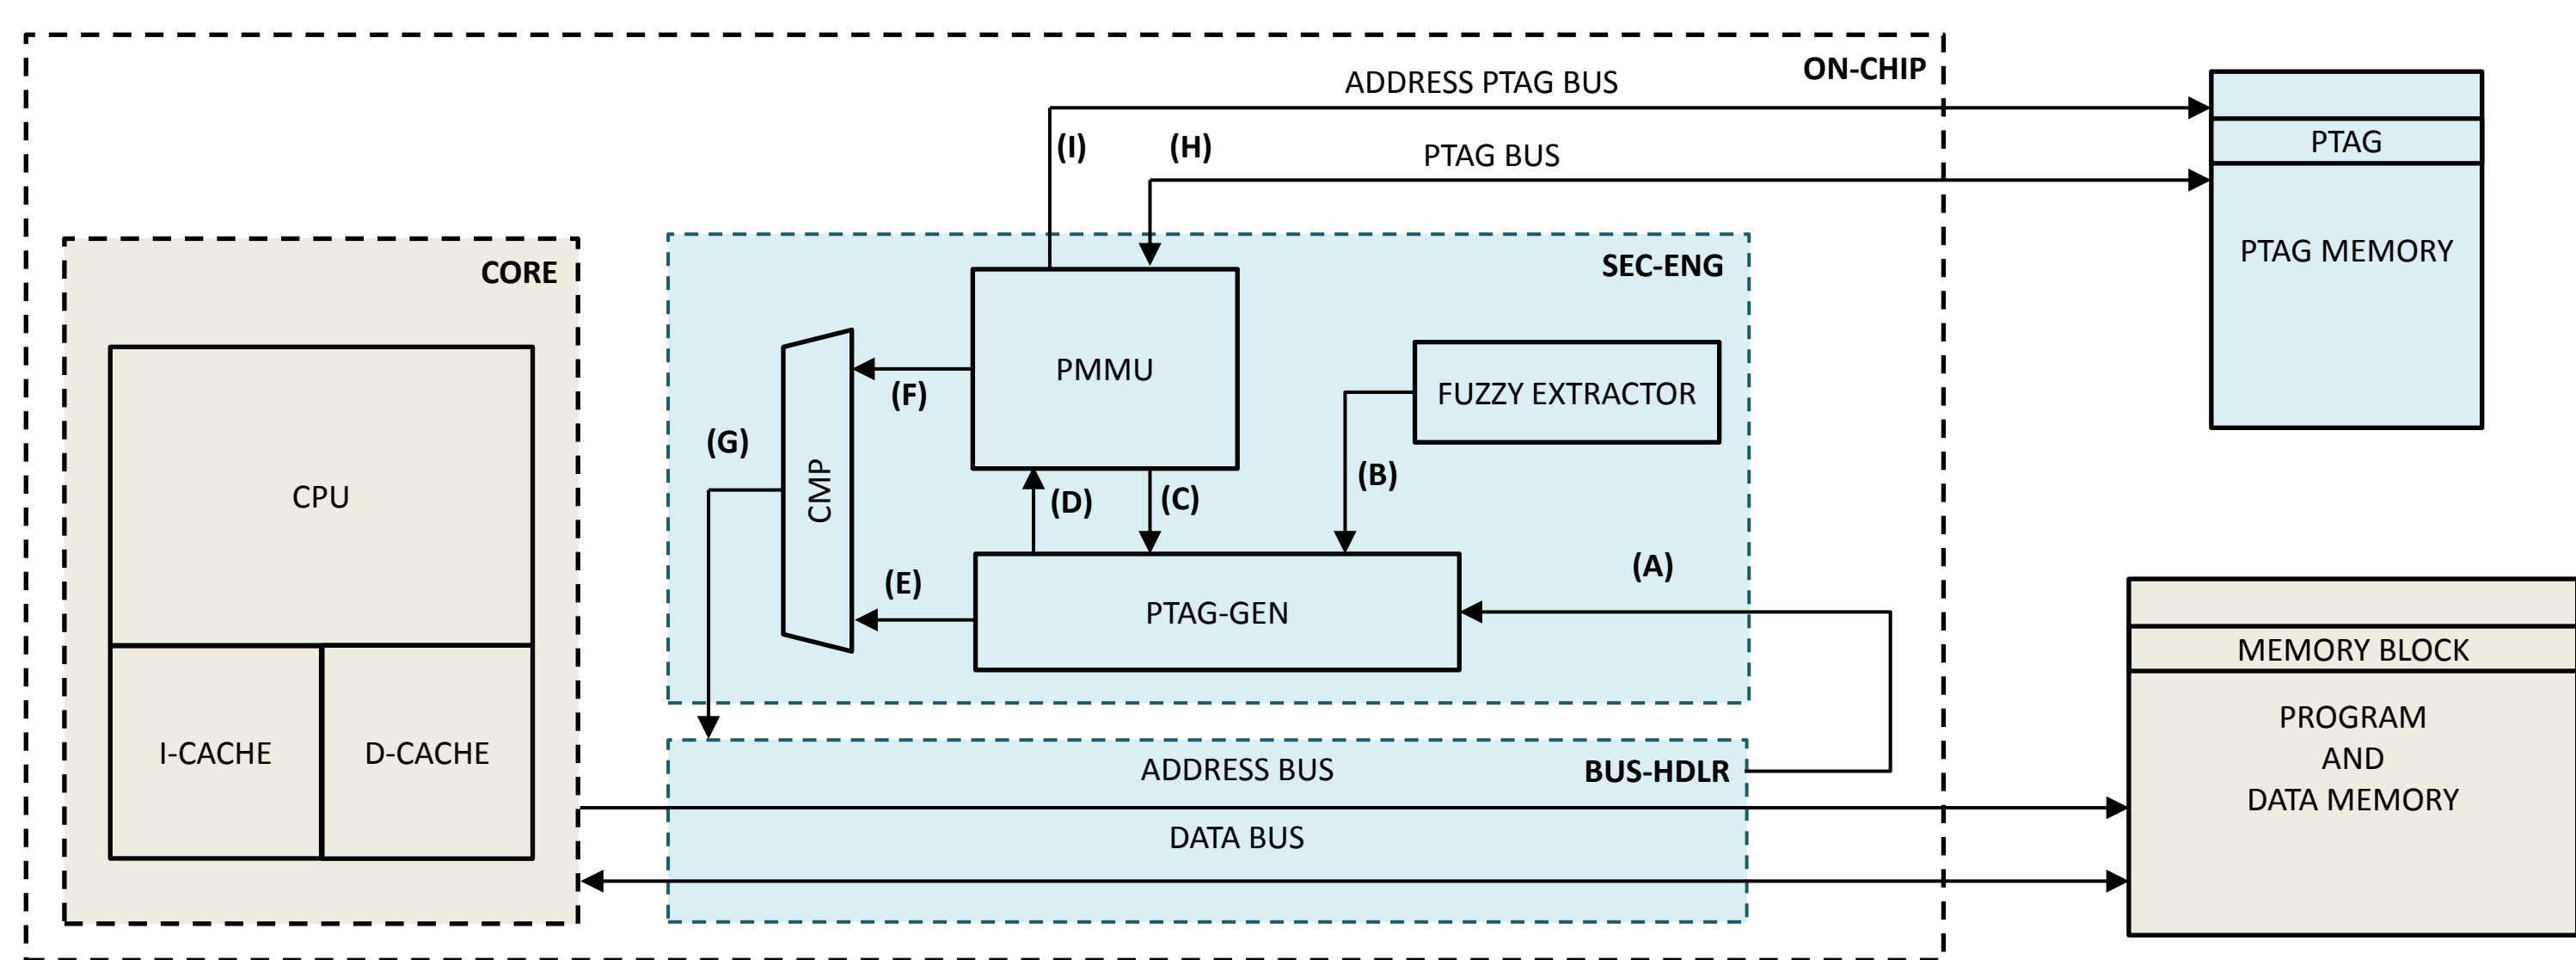 ON-CHIP
ADDRESS PTAG BUS
(I)
(H)
PTAG BUS
PTAG
PTAG MEMORY
CORE
SEC-ENG
PMMU
FUZZY EXTRACTOR
(F)
(G)
CMP
(B)
(D)
(C)
CPU
(A)
(E)
PTAG-GEN
MEMORY BLOCK
PROGRAM
AND
DATA MEMORY
I-CACHE
D-CACHE
ADDRESS BUS
BUS-HDLR
DATA BUS